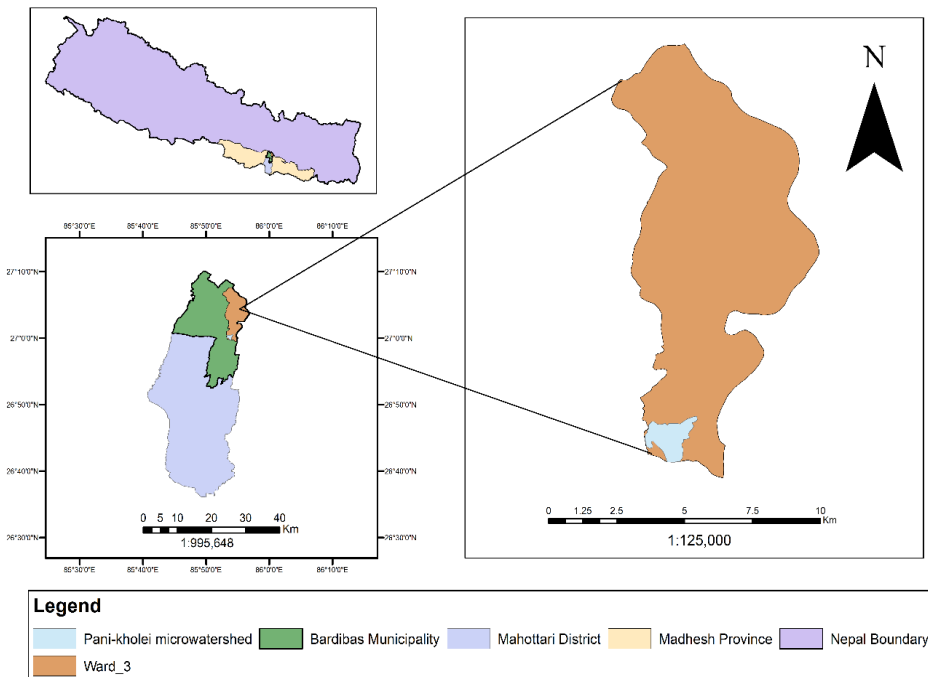 N
85°30'0"E 85°40'0"E 85°50'0"E 86°0'0"E 86°10'0"E
27°10'0"N 27°10'0"N
27°0'0"N 27°0'0"N
26°50'0"N 26°50'0"N
26°40'0"N 26°40'0"N
26°30'0"N 26°30'0"N
0 5 10 20 30 40
Km
1:995,648
85°30'0"E 85°40'0"E 85°50'0"E 86°0'0"E 86°10'0"E
0 1.25 2.5 5 7.5 10
Km
1:125,000
Legend
Pani-kholei microwatershed Bardibas Municipality Mahottari District Madhesh Province Nepal Boundary
Ward_3